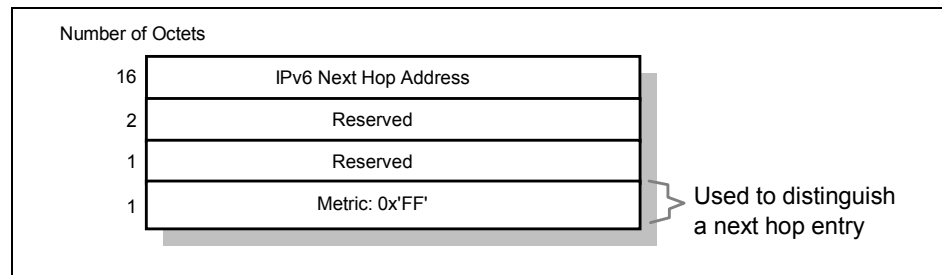 Number of Octets
16 IPv6 Next Hop Address
2 Reserved
1 Reserved
1 Metric: 0x'FF'
Used to distinguish
a next hop entry